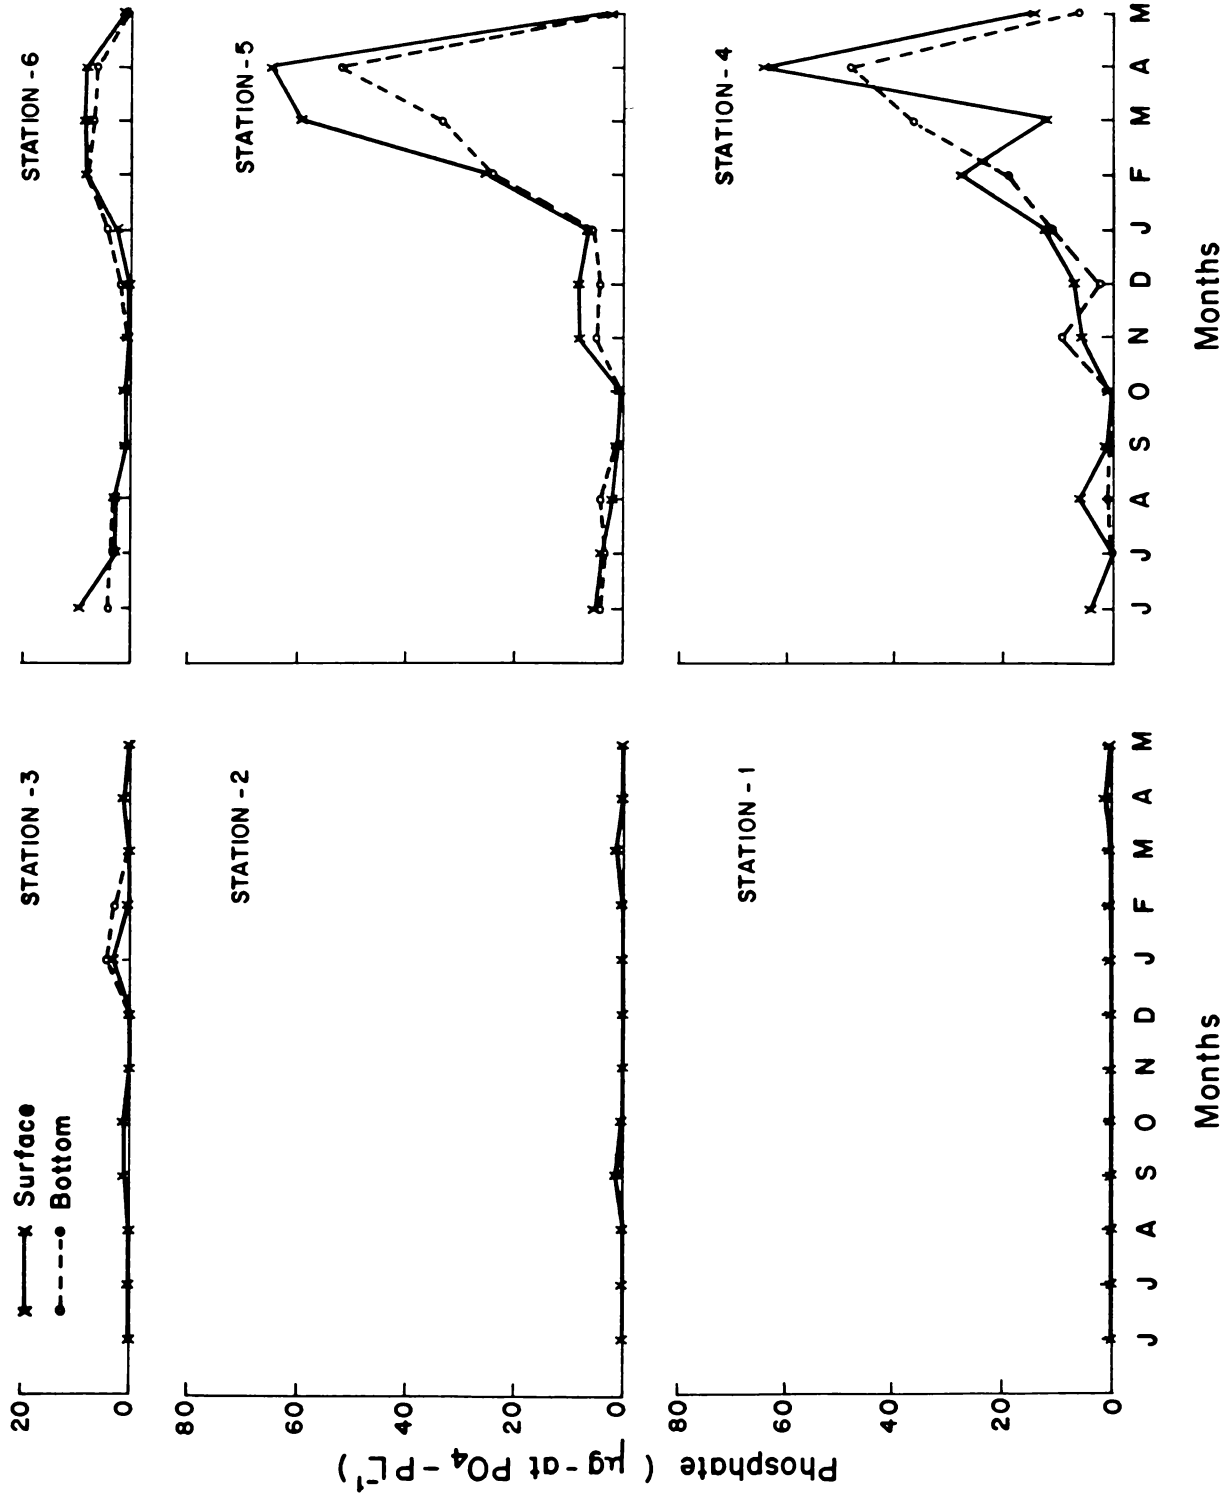 Surface
Bottom
STATION - 3
20
0
STATION - 6
STATION - 2
80
60
40
20
0
STATION - 5
STATION - 1
80
60
40
20
0
STATION - 4
Phosphate ( µg - at PO4 - P L-1 )
J J A S O N D J F M A M
Months
J J A S O N D J F M A M
Months